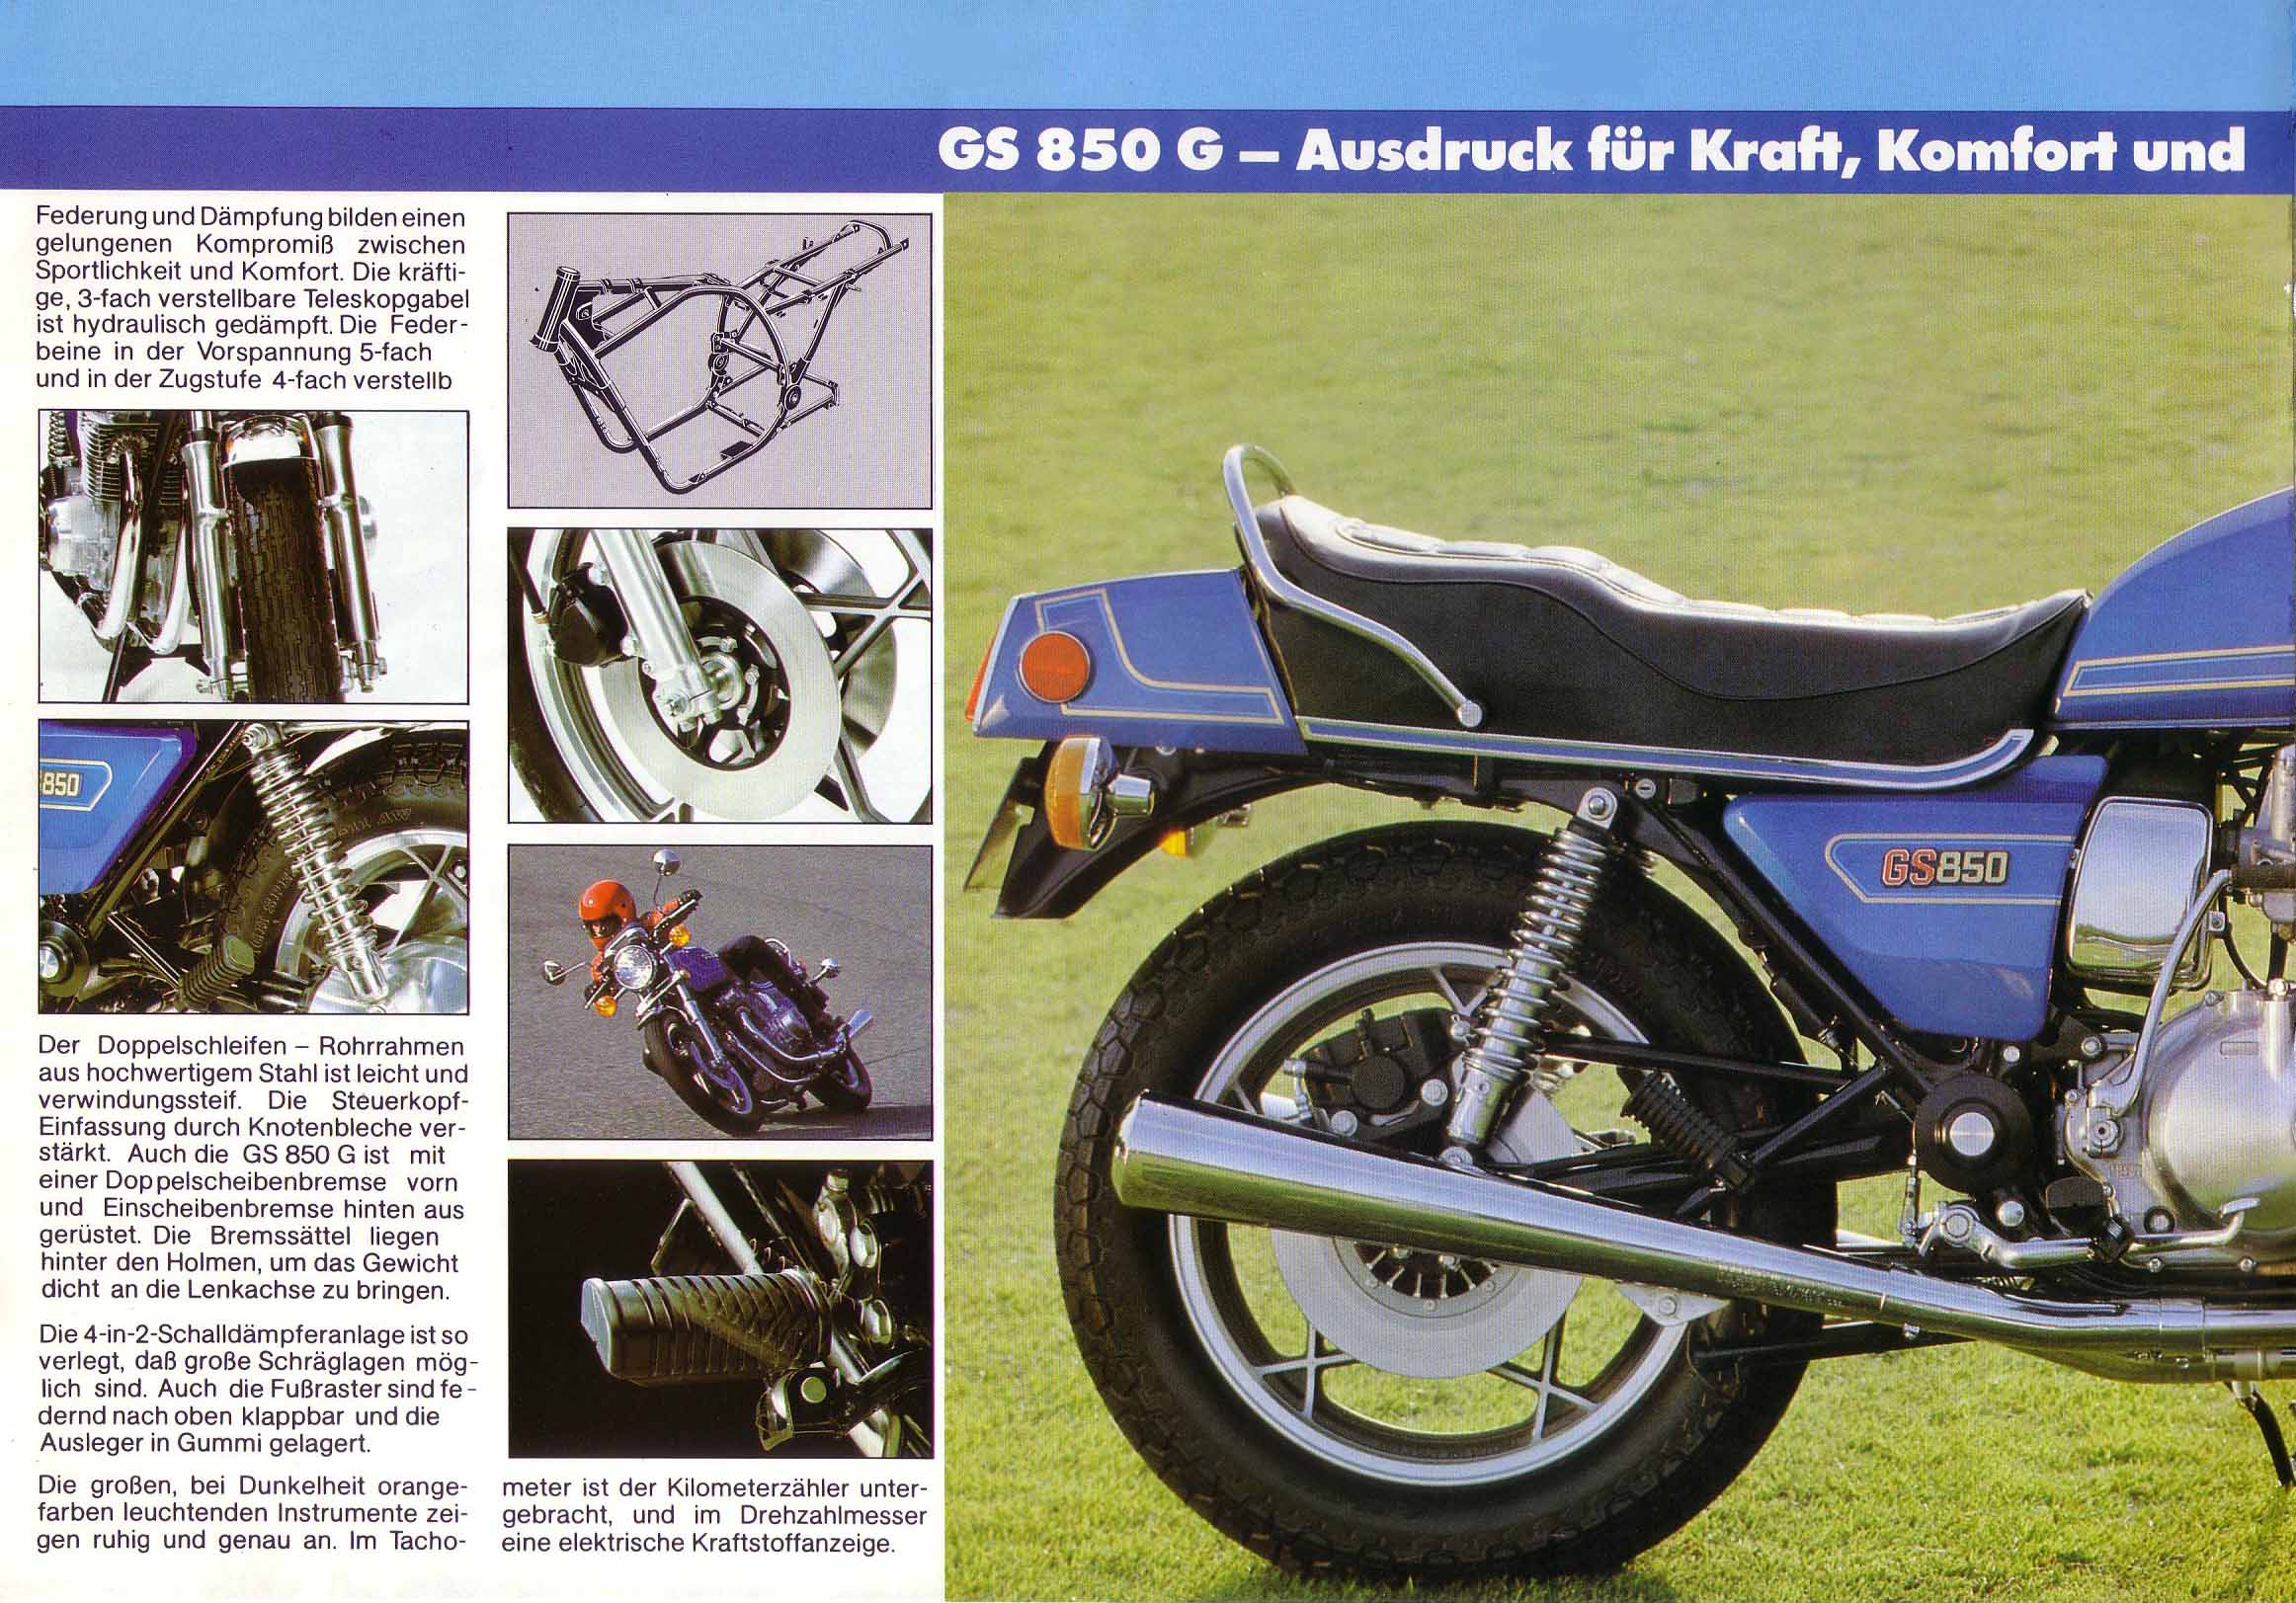 GS 850 G – Ausdruck für Kraft, Komfort und
Federung und Dämpfung bilden einen
gelungenen Kompromiß zwischen
Sportlichkeit und Komfort. Die kräfti-
ge, 3-fach verstellbare Teleskopgabel
ist hydraulisch gedämpft. Die Feder-
beine in der Vorspannung 5-fach
und in der Zugstufe 4-fach verstellb
850
Der Doppelschleifen – Rohrrahmen
aus hochwertigem Stahl ist leicht und
verwindungssteif. Die Steuerkopf-
Einfassung durch Knotenbleche ver-
stärkt. Auch die GS 850 G ist mit
einer Doppelscheibenbremse vorn
und Einscheibenbremse hinten aus
gerüstet. Die Bremssättel liegen
hinter den Holmen, um das Gewicht
dicht an die Lenkachse zu bringen.
Die 4-in-2-Schalldämpferanlage ist so
verlegt, daß große Schräglagen mög-
lich sind. Auch die Fußraster sind fe-
dernd nach oben klappbar und die
Ausleger in Gummi gelagert.
Die großen, bei Dunkelheit orange-
farben leuchtenden Instrumente zei-
gen ruhig und genau an. Im Tacho-
meter ist der Kilometerzähler unter-
gebracht, und im Drehzahlmesser
eine elektrische Kraftstoffanzeige.
GS850